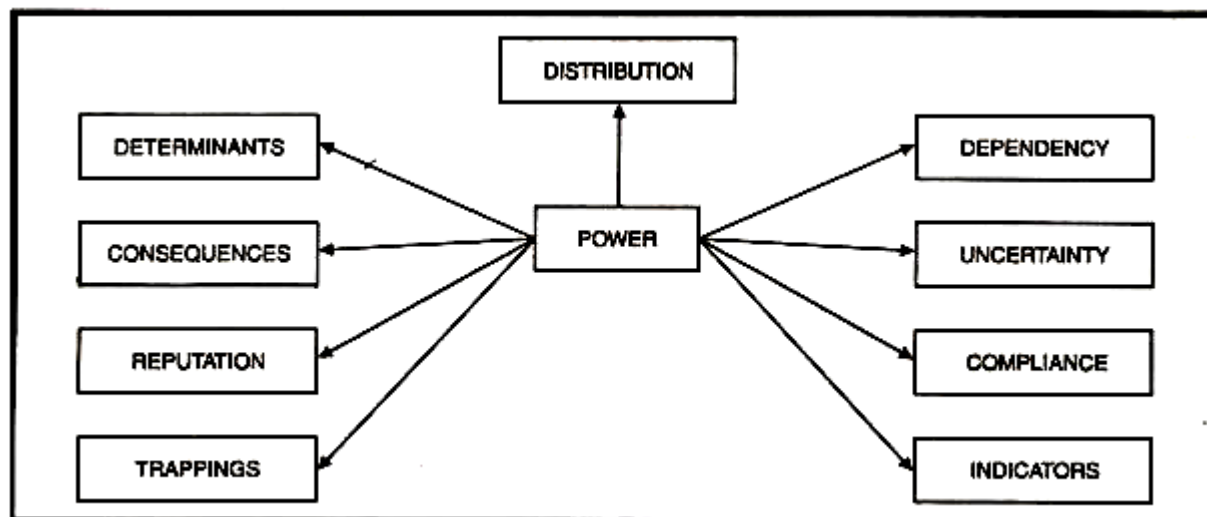 DISTRIBUTION
DETERMINANTS
DEPENDENCY
POWER
CONSEQUENCES
UNCERTAINTY
REPUTATION
COMPLIANCE
TRAPPINGS
INDICATORS